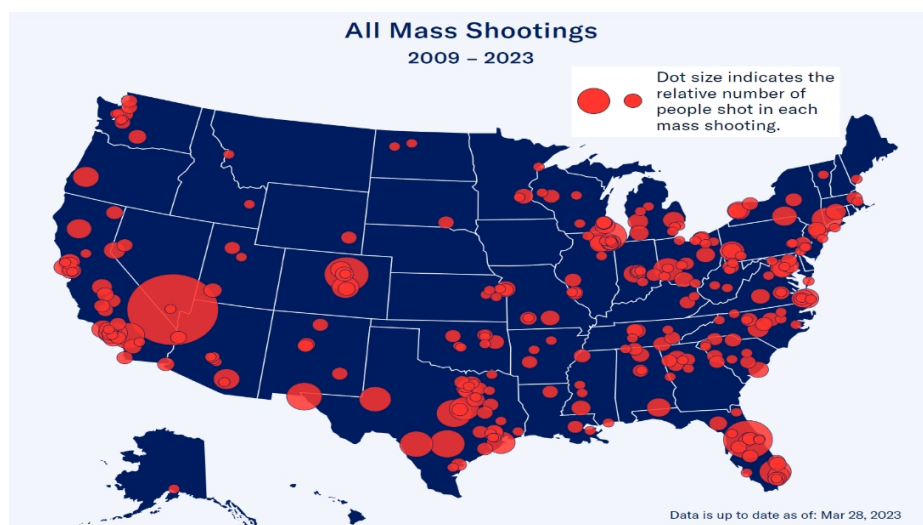 All Mass Shootings
2009 – 2023
Dot size indicates the
relative number of
people shot in each
mass shooting.
Data is up to date as of: Mar 28, 2023